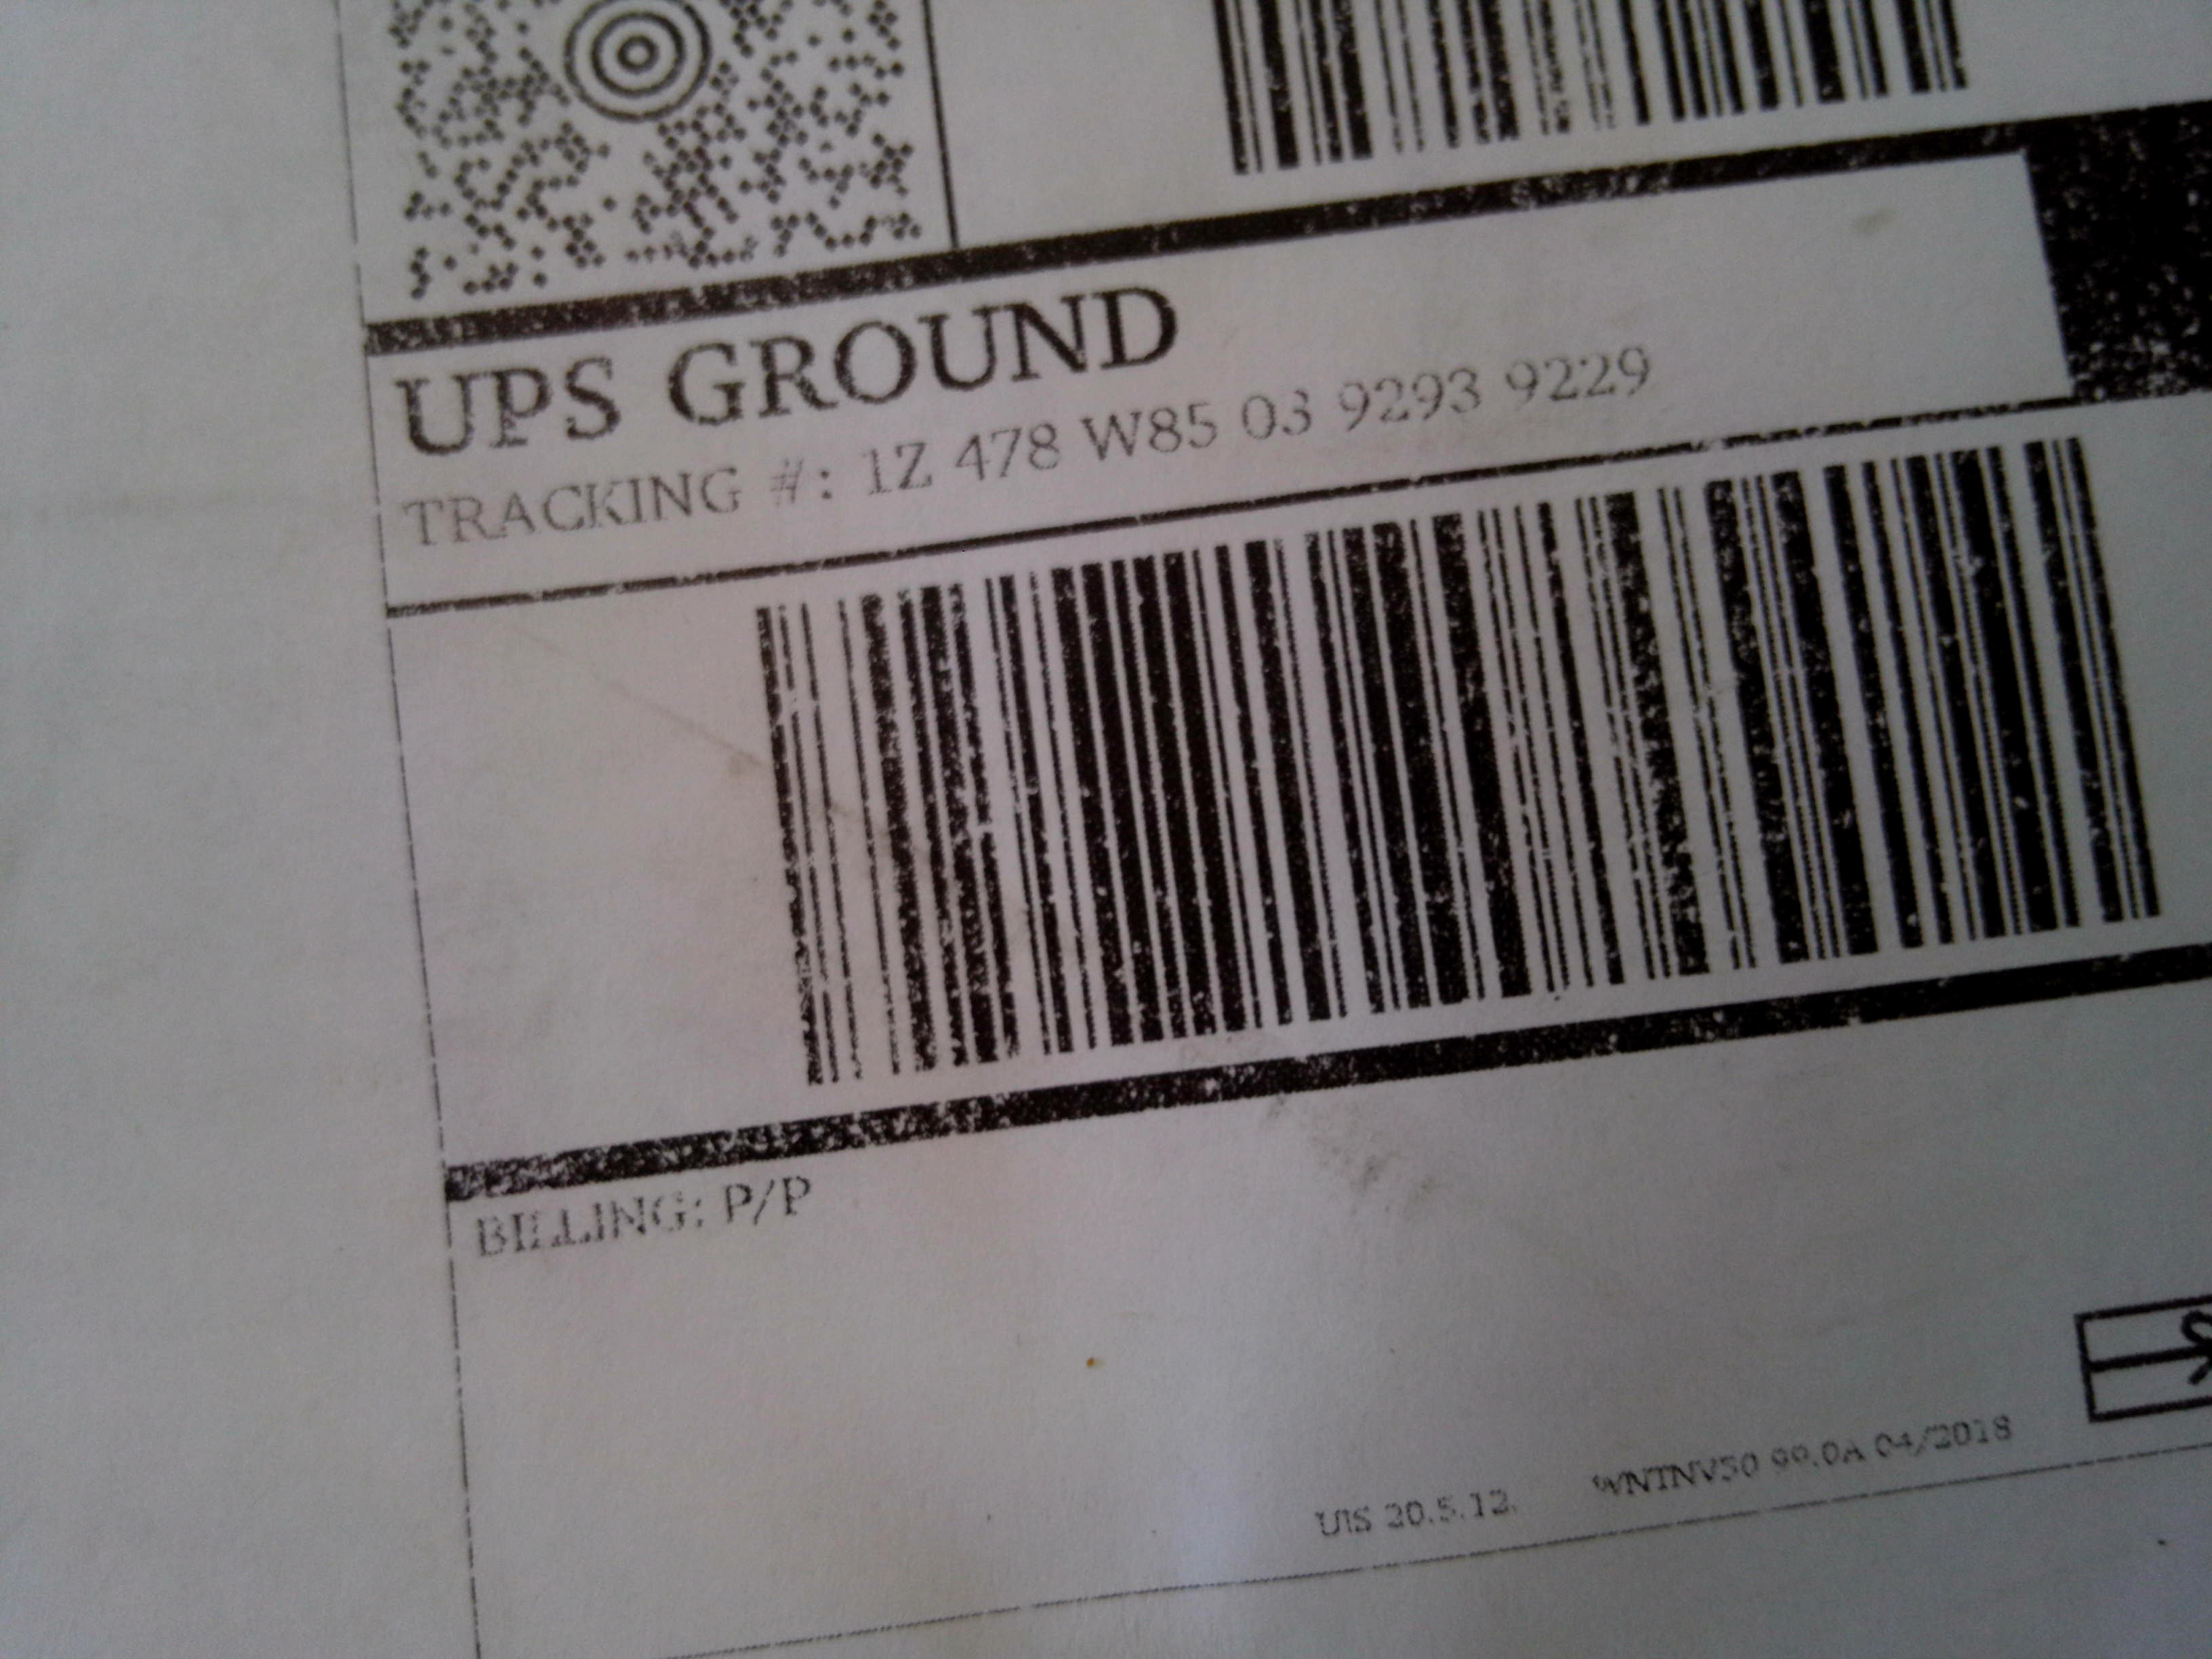 UPS GROUND
TRACKING #: 1Z 478 W85 03 9293 9229
BILLING: P/P
UIS 20.5.12. WNTNV50 99.0A 04/2018